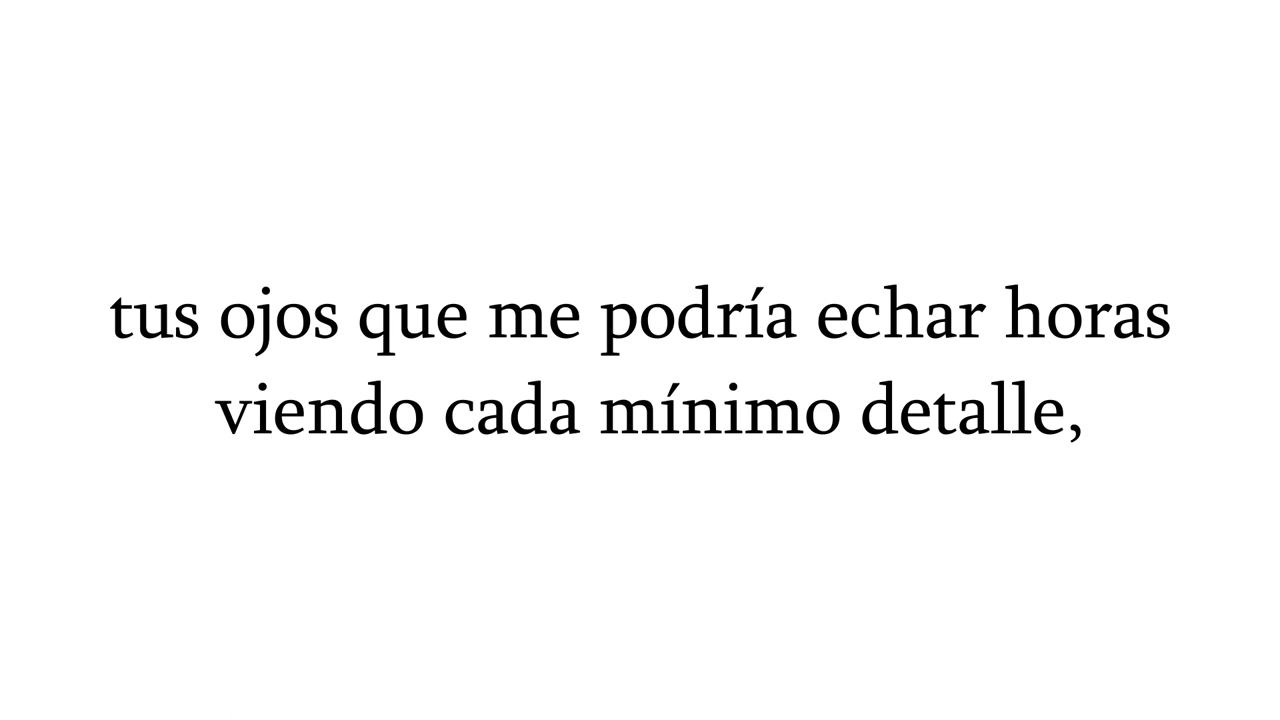 tus ojos que me podría echar horas
viendo cada mínimo detalle,